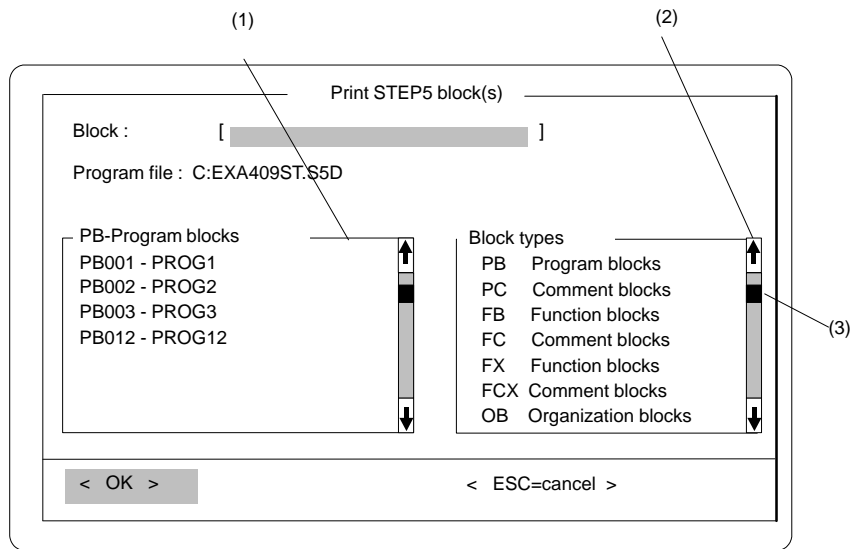 (1)
(2)
Print STEP5 block(s)
Block : [ ]
Program file : C:EXA409ST.S5D
PB-Program blocks
PB001 - PROG1
PB002 - PROG2
PB003 - PROG3
PB012 - PROG12
Block types
PB Program blocks
PC Comment blocks
FB Function blocks
FC Comment blocks
FX Function blocks
FCX Comment blocks
OB Organization blocks
(3)
< OK >
< ESC=cancel >